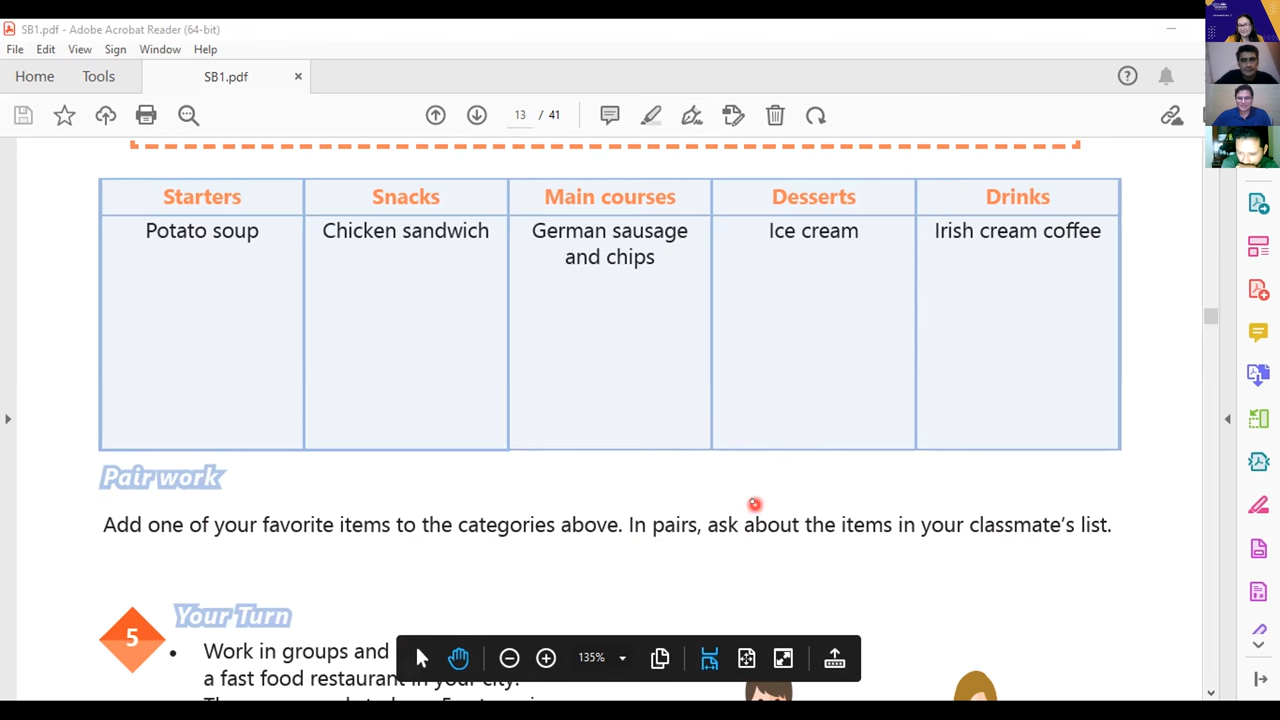 SB1.pdf - Adobe Acrobat Reader (64-bit)
File Edit View Sign Window Help
Home Tools SB1.pdf
13 / 41
Starters Snacks Main courses Desserts Drinks
Potato soup Chicken sandwich German sausage and chips Ice cream Irish cream coffee
Pair work
Add one of your favorite items to the categories above. In pairs, ask about the items in your classmate's list.
5 Your Turn
• Work in groups and
a fast food restaurant in your city.
135%